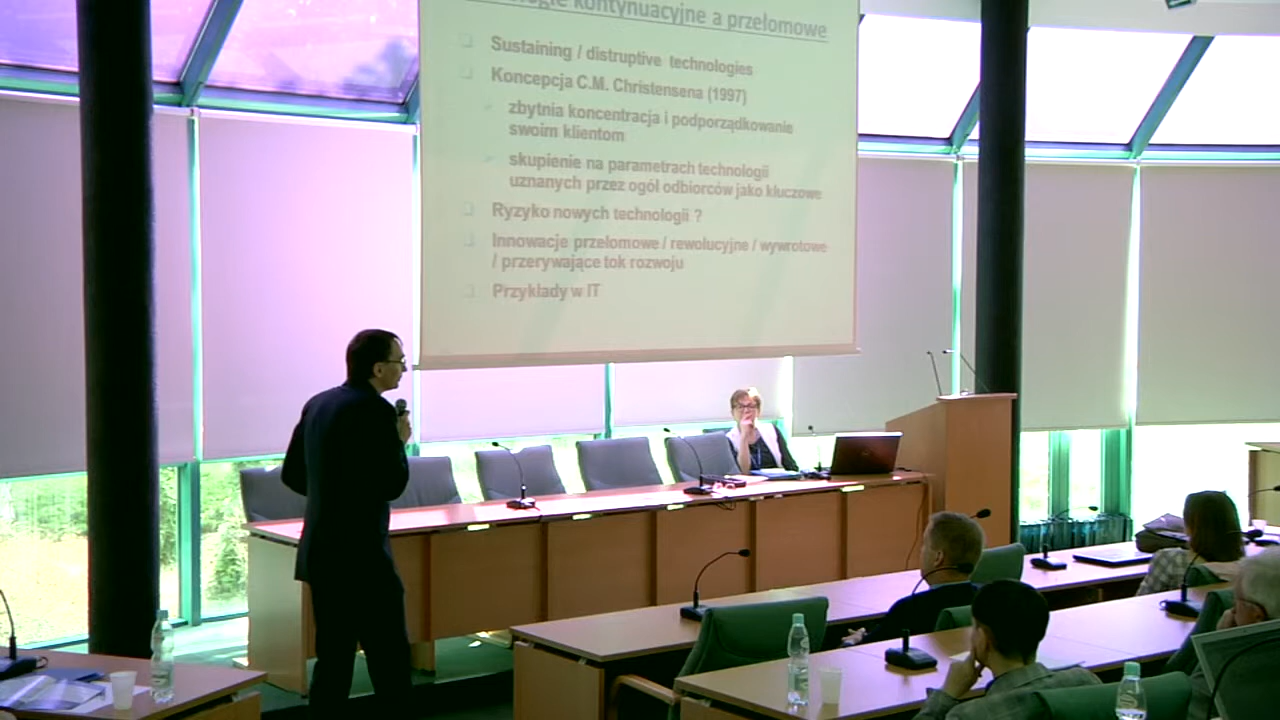 kontynuacyjne a przełomowe
Sustaining / distruptive technologies
Koncepcja C.M. Christensena (1997)
zbytnia koncentracja i podporządkowanie
swoim klientom
skupienie na parametrach technologii
uznanych przez ogół odbiorców jako kluczowe
Ryzyko nowych technologii ?
Innowacje przełomowe / rewolucyjne / wywrotowe
/ przerywające tok rozwoju
Przykłady w IT